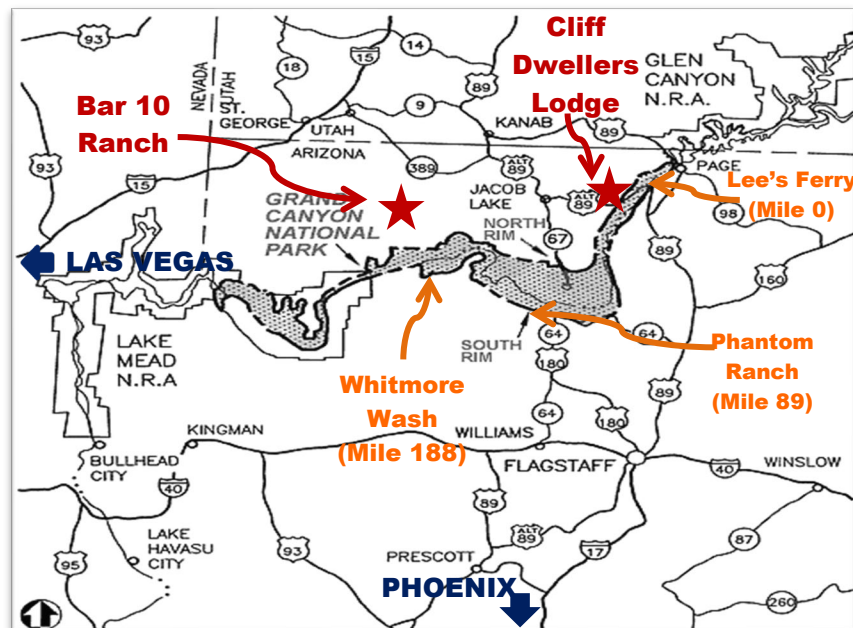 Cliff
Dwellers
Lodge
GLEN
CANYON
N.R.A.
93
14
15
18
89
NEVADA
UTAH
Bar 10
Ranch
ST.
GEORGE
9
UTAH
ARIZONA
KANAB
89
389
ALT
89
PAGE
93
15
JACOB
LAKE
ALT
89
Lee's Ferry
(Mile 0)
98
GRAND
CANYON
NATIONAL
PARK
NORTH
RIM
67
89
LAS VEGAS
160
LAKE
MEAD
N.R.A
SOUTH
RIM
64
64
180
Phantom
Ranch
(Mile 89)
89
Whitmore
Wash
(Mile 188)
64
180
KINGMAN
WILLIAMS
BULLHEAD
CITY
FLAGSTAFF
40
WINSLOW
40
89
LAKE
HAVASU
CITY
93
ALT
89
17
87
95
PRESCOTT
PHOENIX
260